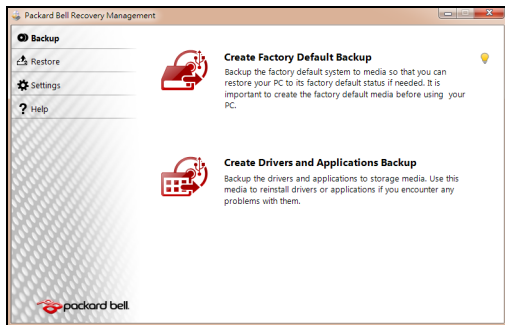 Packard Bell Recovery Management
Backup
Restore
Settings
Help
Create Factory Default Backup
Backup the factory default system to media so that you can
restore your PC to its factory default status if needed. It is
important to create the factory default media before using your
PC.
Create Drivers and Applications Backup
Backup the drivers and applications to storage media. Use this
media to reinstall drivers or applications if you encounter any
problems with them.
packard bell.